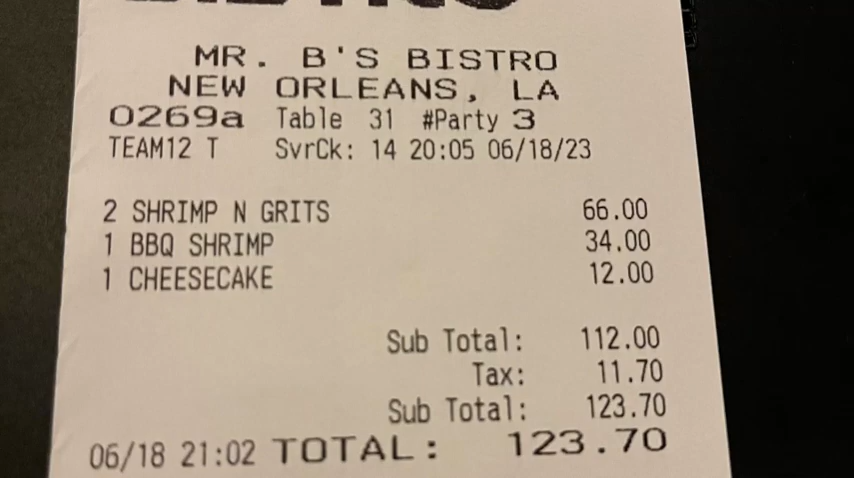 MR. B'S BISTRO
NEW ORLEANS, LA
0269a Table 31 #Party 3
TEAM12 T SvrCk: 14 20:05 06/18/23
2 SHRIMP N GRITS 66.00
1 BBQ SHRIMP 34.00
1 CHEESECAKE 12.00
Sub Total: 112.00
Tax: 11.70
Sub Total: 123.70
06/18 21:02 TOTAL: 123.70